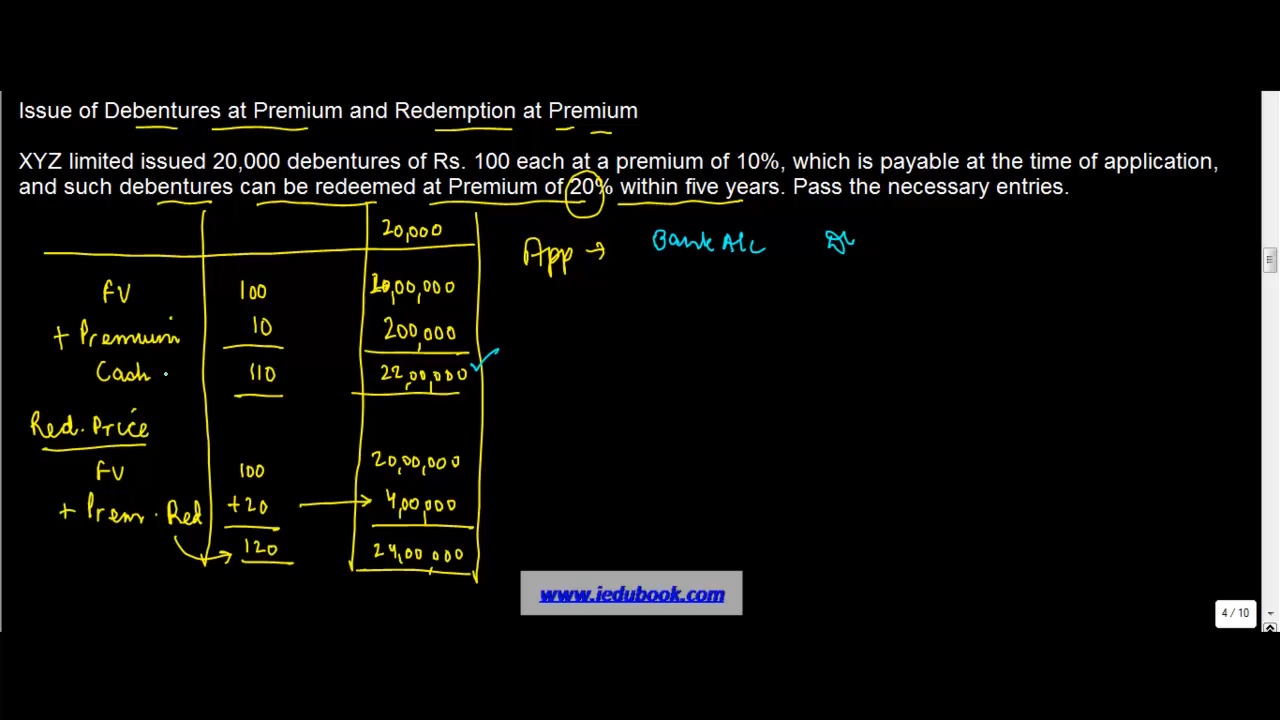 Issue of Debentures at Premium and Redemption at Premium
XYZ limited issued 20,000 debentures of Rs. 100 each at a premium of 10%, which is payable at the time of application,
and such debentures can be redeemed at Premium of 20% within five years. Pass the necessary entries.
20,000
App → Bank A/c Dr
FV 100 20,00,000
+ Premium 10 200,000
Cash 110 22,00,000
Red. Price
FV 100 20,00,000
+ Prem. Red +20 4,00,000
120 24,00,000
www.iedubook.com
4 / 10